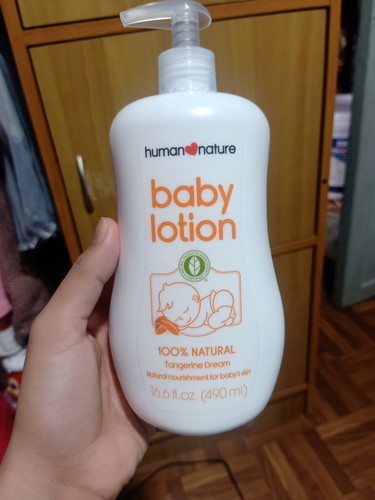 human nature
baby
lotion
100% NATURAL
Tangerine Dream
Natural nourishment for baby's skin
16.6 fl.oz. (490 ml)